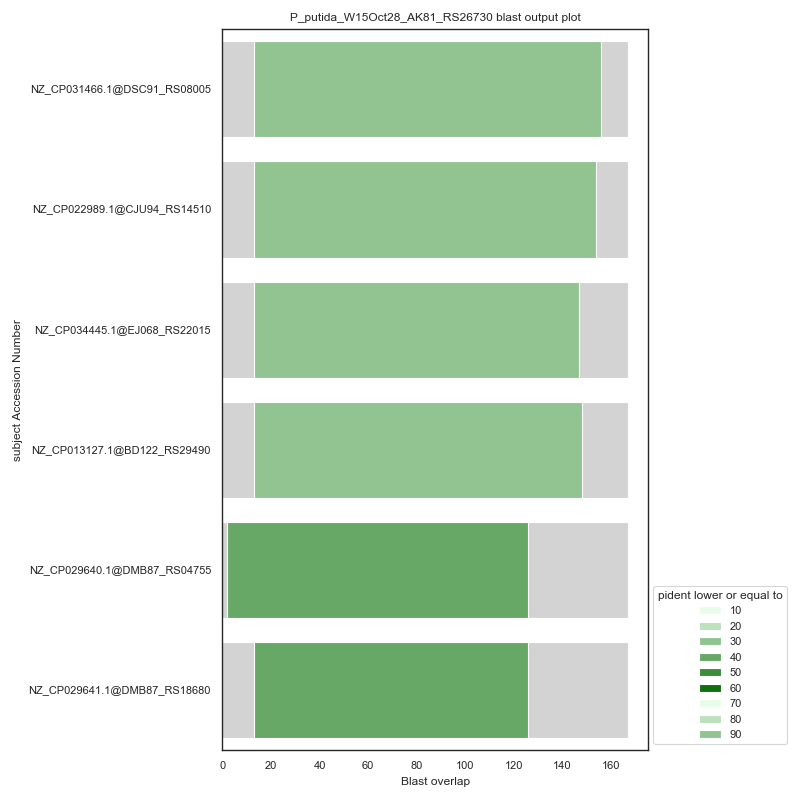 P_putida_W15Oct28_AK81_RS26730 blast output plot
subject Accession Number
NZ_CP031466.1@DSC91_RS08005
NZ_CP022989.1@CJU94_RS14510
NZ_CP034445.1@EJ068_RS22015
NZ_CP013127.1@BD122_RS29490
NZ_CP029640.1@DMB87_RS04755
NZ_CP029641.1@DMB87_RS18680
0 20 40 60 80 100 120 140 160
Blast overlap
pident lower or equal to
10
20
30
40
50
60
70
80
90